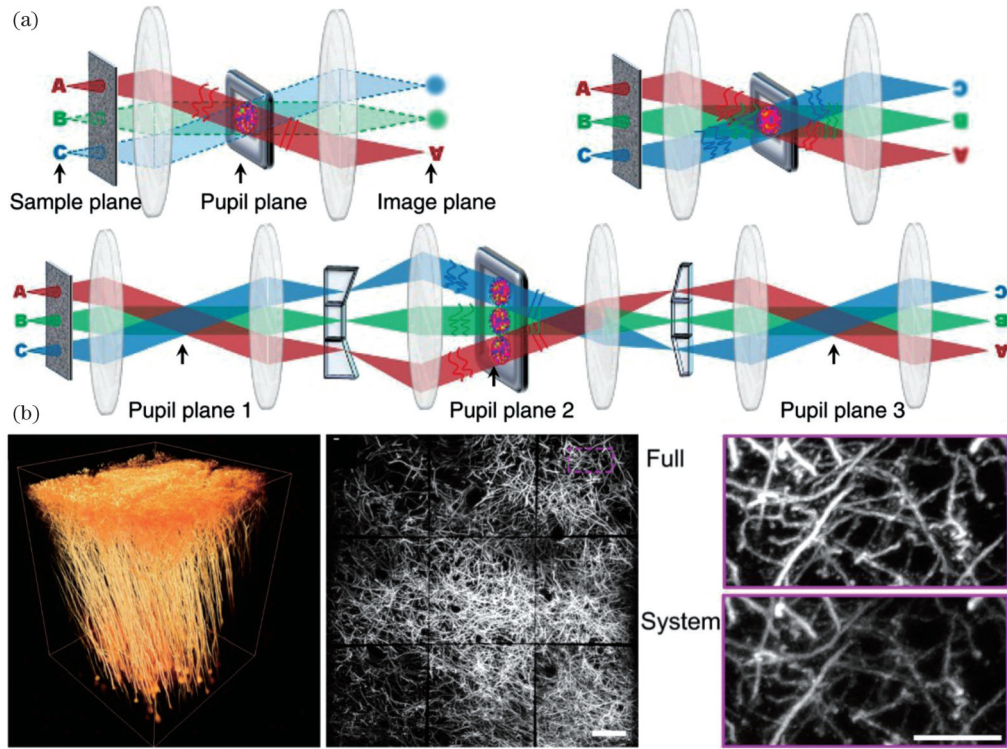 (a)
A
B
C
Sample plane
Pupil plane
Image plane
A
A
B
C
C
B
A
A
B
C
Pupil plane 1
Pupil plane 2
Pupil plane 3
C
B
A
(b)
Full
System